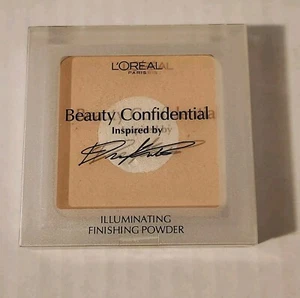 L'ORÉAL
PARIS
Beauty Confidential
Inspired by
ILLUMINATING
FINISHING POWDER